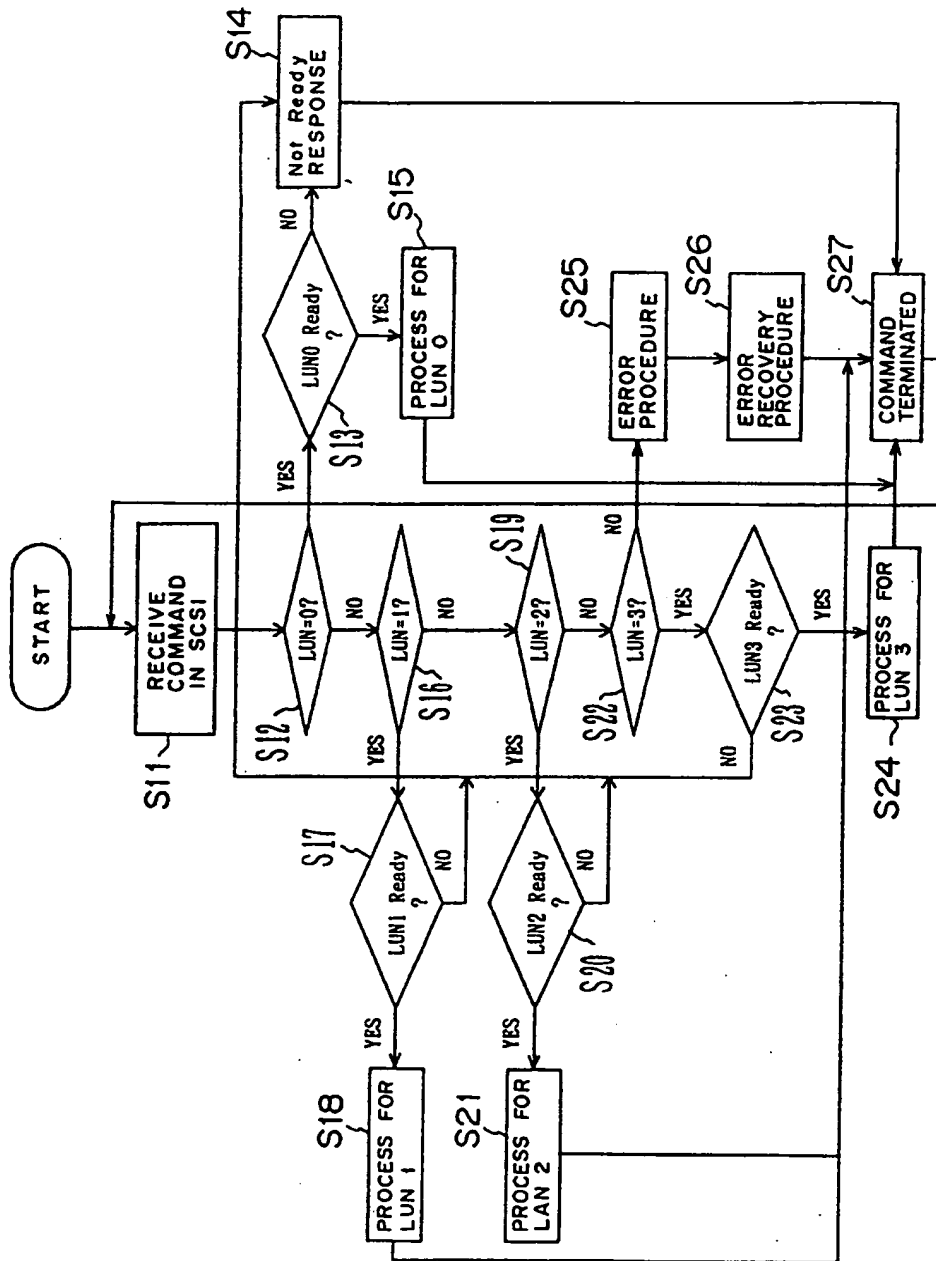 START
S11
RECEIVE
COMMAND
IN SCSI
S12
LUN=0?
YES
NO
S13
LUN0 Ready
?
NO
YES
S14
Not Ready
RESPONSE
S15
PROCESS FOR
LUN 0
S16
LUN=1?
YES
NO
S17
LUN1 Ready
?
YES
NO
S18
PROCESS FOR
LUN 1
S19
LUN=2?
YES
NO
S20
LUN2 Ready
?
YES
NO
S21
PROCESS FOR
LAN 2
S22
LUN=3?
NO
YES
S23
LUN3 Ready
?
NO
YES
S24
PROCESS FOR
LUN 3
S25
ERROR
PROCEDURE
S26
ERROR
RECOVERY
PROCEDURE
S27
COMMAND
TERMINATED